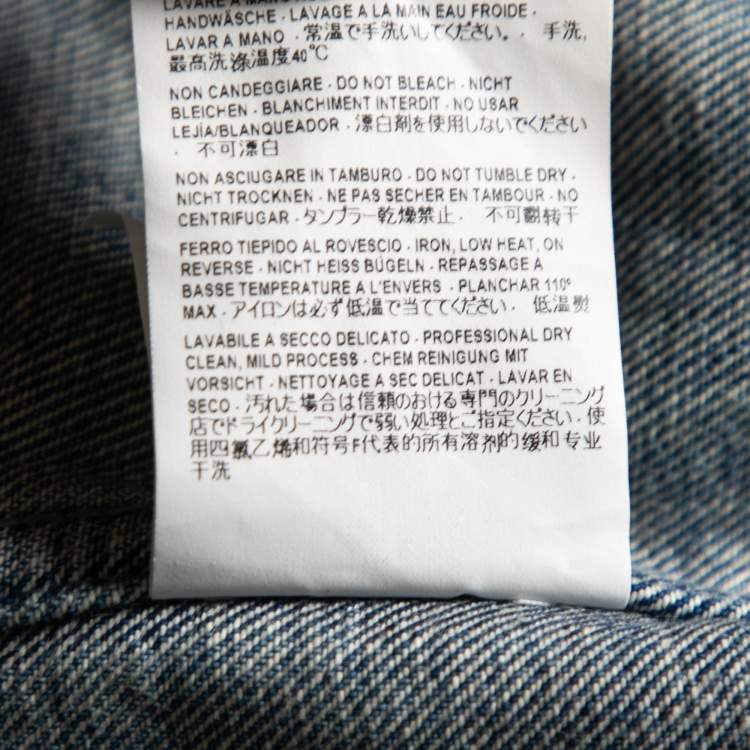 LAVARE A MANO
HANDWÄSCHE - LAVAGE A LA MAIN EAU FROIDE -
LAVAR A MANO - 常温で手洗いしてください。- 手洗,
最高洗涤温度40°C
NON CANDEGGIARE - DO NOT BLEACH - NICHT
BLEICHEN - BLANCHIMENT INTERDIT - NO USAR
LEJÍA/BLANQUEADOR - 漂白剤を使用しないでください
- 不可漂白
NON ASCIUGARE IN TAMBURO - DO NOT TUMBLE DRY -
NICHT TROCKNEN - NE PAS SECHER EN TAMBOUR - NO
CENTRIFUGAR - タンブラー乾燥禁止 - 不可翻转干
FERRO TIEPIDO AL ROVESCIO - IRON, LOW HEAT, ON
REVERSE - NICHT HEISS BÜGELN - REPASSAGE A
BASSE TEMPERATURE A L'ENVERS - PLANCHAR 110°
MAX - アイロンは必ず低温で当ててください - 低温熨
LAVABILE A SECCO DELICATO - PROFESSIONAL DRY
CLEAN, MILD PROCESS - CHEM REINIGUNG MIT
VORSICHT - NETTOYAGE A SEC DELICAT - LAVAR EN
SECO - 汚れた場合は信頼のおける専門のクリーニング
店でドライクリーニングで弱い処理とご指定ください - 使
用四氯乙烯和符号F代表的所有溶剂的缓和专业
干洗